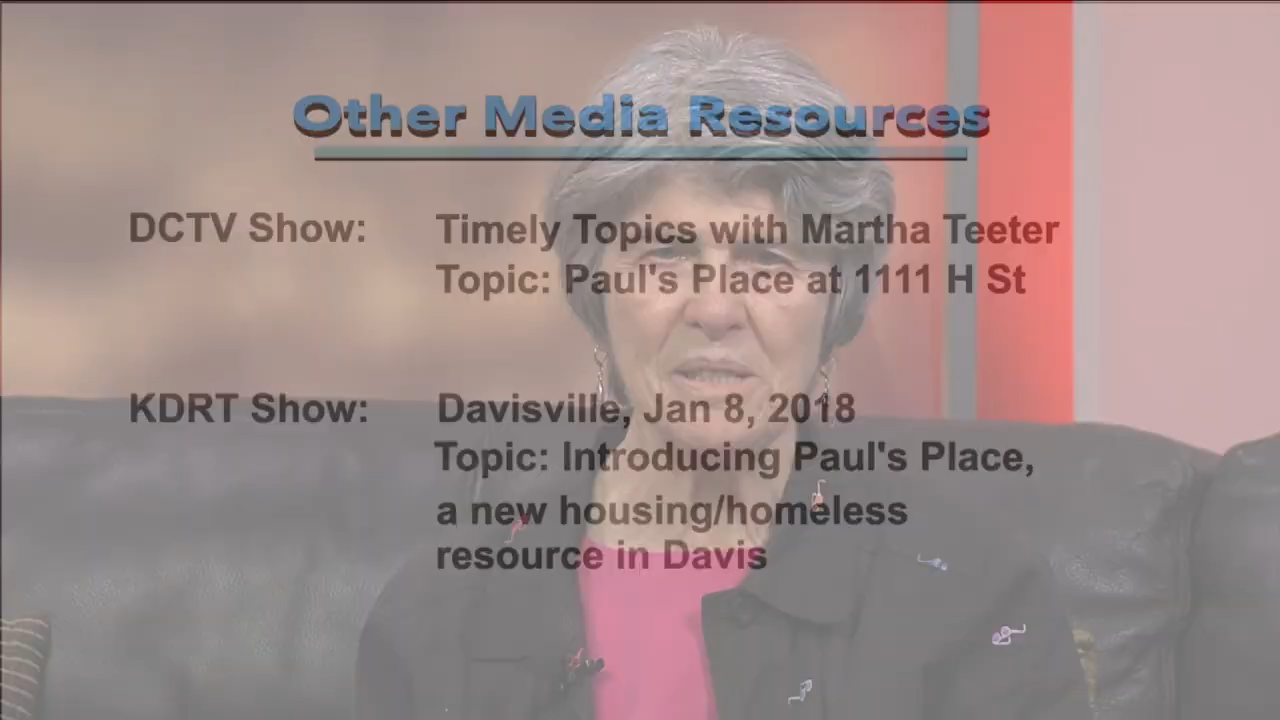 Other Media Resources
DCTV Show: Timely Topics with Martha Teeter
Topic: Paul's Place at 1111 H St
KDRT Show: Davisville, Jan 8, 2018
Topic: Introducing Paul's Place,
a new housing/homeless
resource in Davis